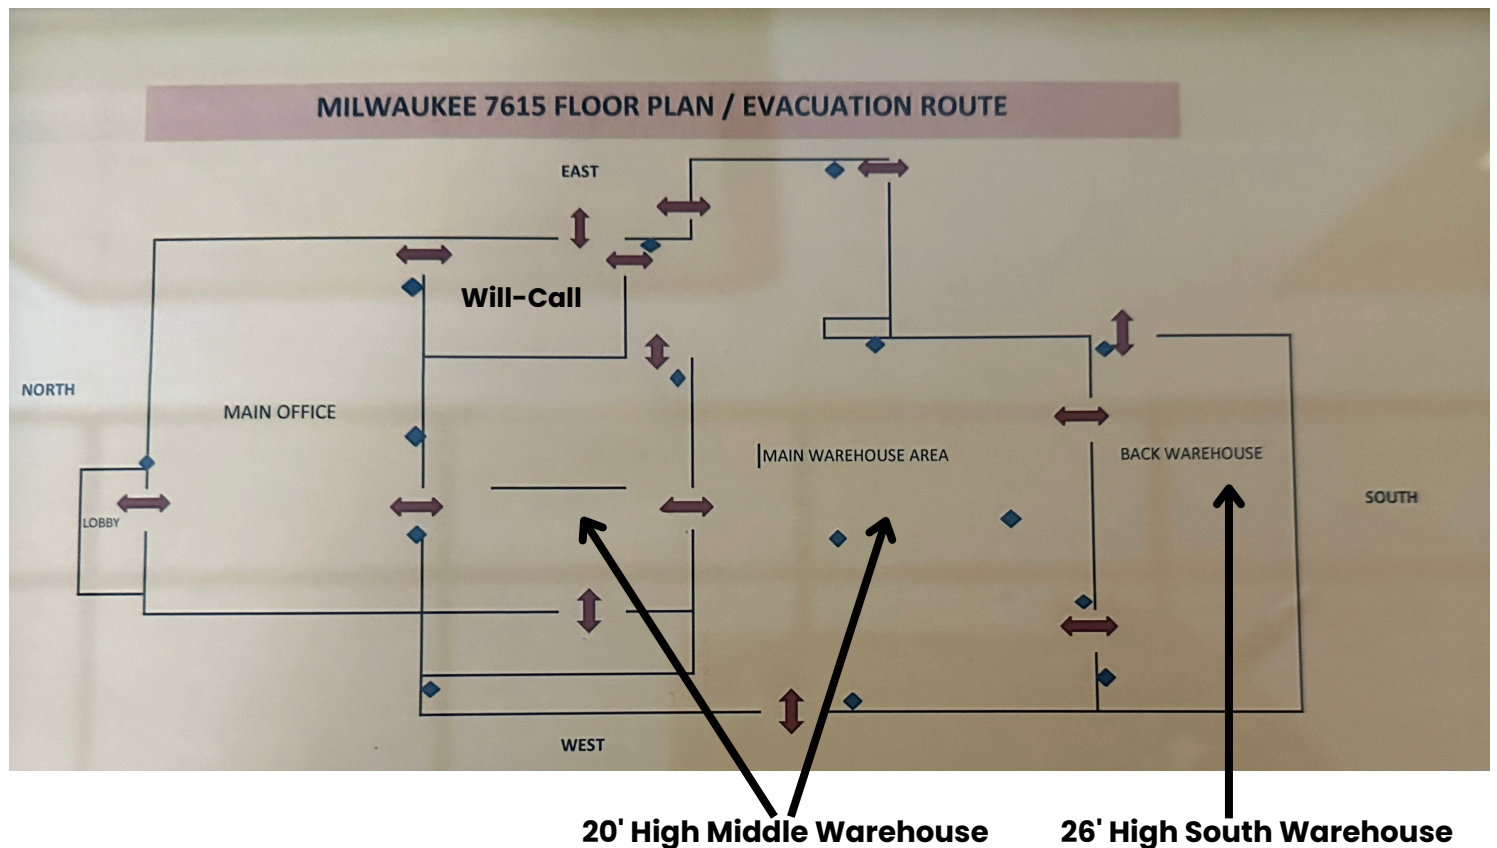 MILWAUKEE 7615 FLOOR PLAN / EVACUATION ROUTE
EAST
Will-Call
NORTH
MAIN OFFICE
MAIN WAREHOUSE AREA
BACK WAREHOUSE
SOUTH
LOBBY
WEST
20' High Middle Warehouse
26' High South Warehouse